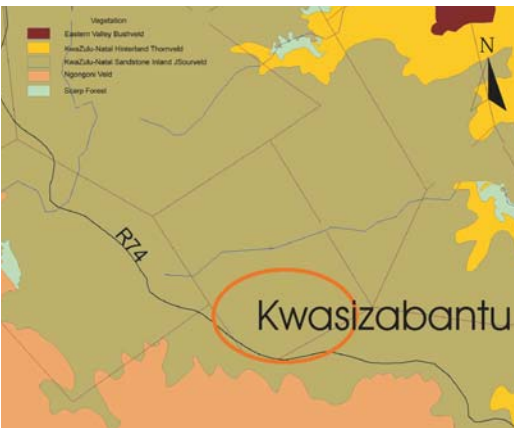 Vegetation
Eastern Valley Bushveld
KwaZulu-Natal Hinterland Thornveld
KwaZulu-Natal Sandstone Inland JSourveld
Ngongoni Veld
Scarp Forest
N
R74
Kwasizabantu